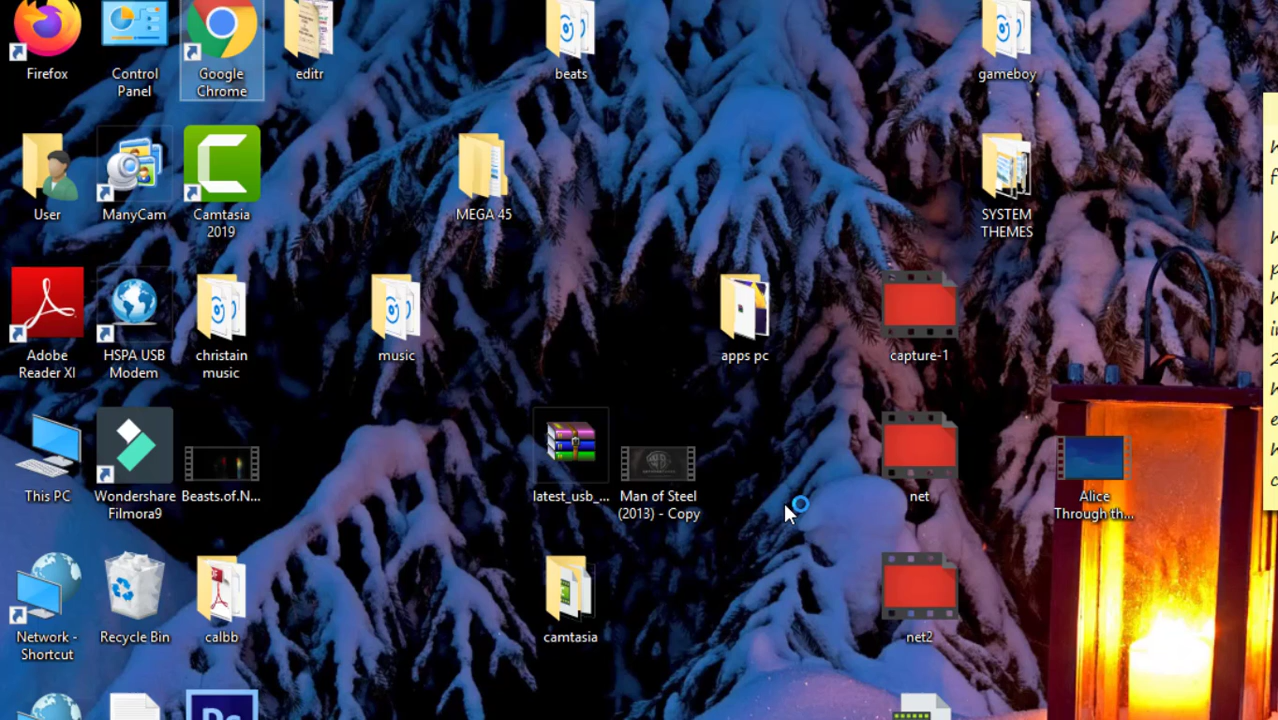 Firefox
Control
Panel
Google
Chrome
editr
beats
gameboy
User
ManyCam
Camtasia
2019
MEGA 45
SYSTEM
THEMES
Adobe
Reader XI
HSPA USB
Modem
christain
music
music
apps pc
capture-1
This PC
Wondershare
Filmora9
Beasts.of.N...
latest_usb_...
Man of Steel
(2013) - Copy
net
Alice
Through th...
Network -
Shortcut
Recycle Bin
calbb
camtasia
net2
Ps